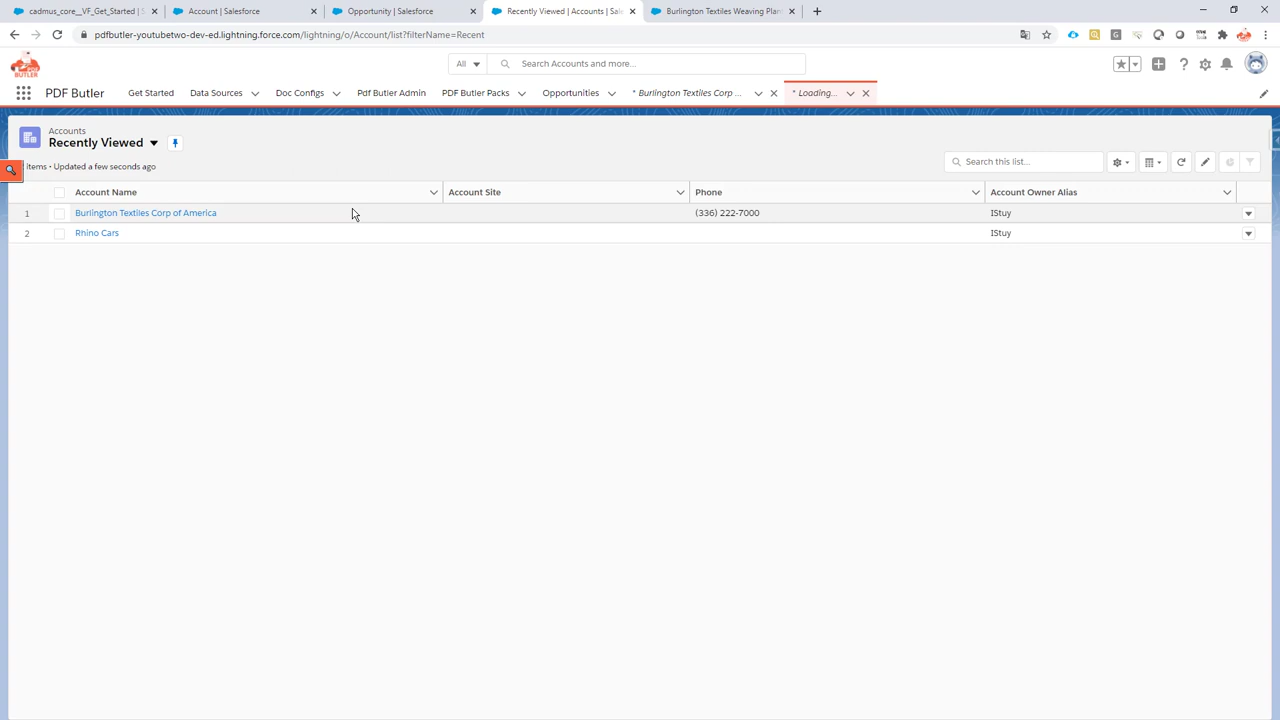 cadmus_core__VF_Get_Started | S
Account | Salesforce
Opportunity | Salesforce
Recently Viewed | Accounts | Sale
Burlington Textiles Weaving Plan
pdfbutler-youtubetwo-dev-ed.lightning.force.com/lightning/o/Account/list?filterName=Recent
PDF BUTLER
All
Search Accounts and more...
PDF Butler
Get Started
Data Sources
Doc Configs
Pdf Butler Admin
PDF Butler Packs
Opportunities
* Burlington Textiles Corp ...
* Loading...
Accounts
Recently Viewed
items • Updated a few seconds ago
Search this list...
Account Name
Account Site
Phone
Account Owner Alias
1
Burlington Textiles Corp of America
(336) 222-7000
IStuy
2
Rhino Cars
IStuy